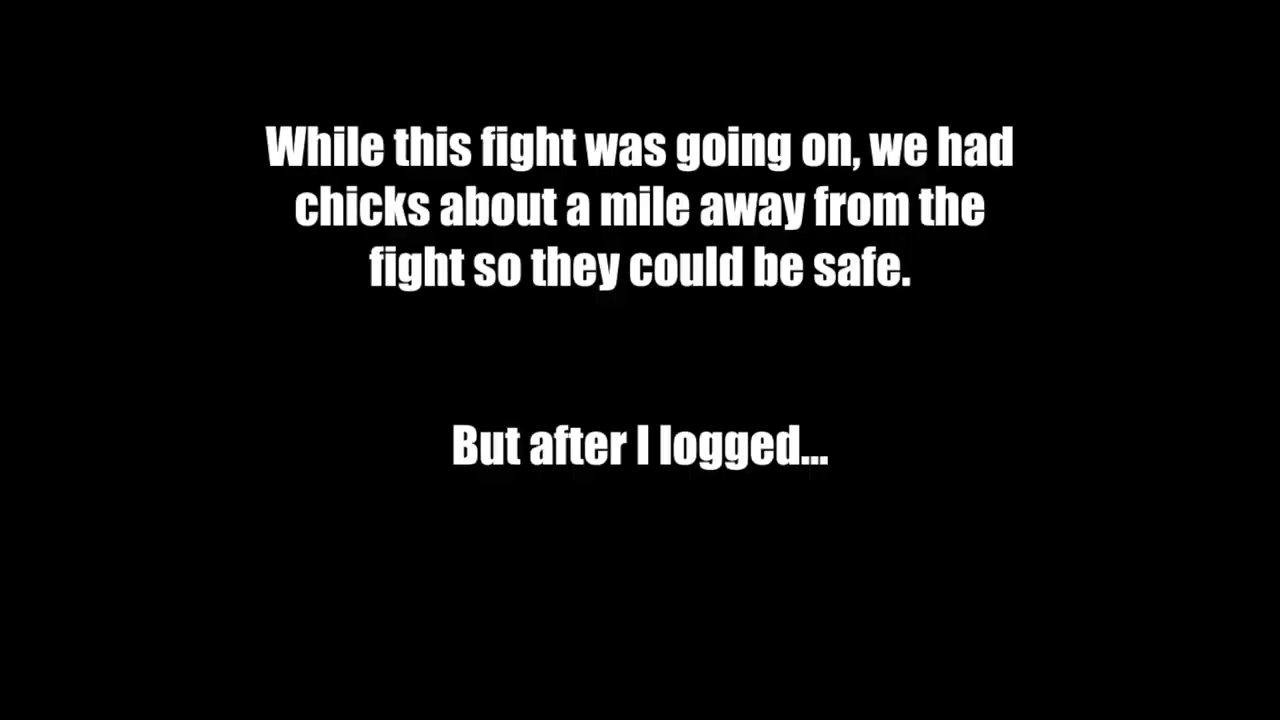 While this fight was going on, we had
chicks about a mile away from the
fight so they could be safe.
But after I logged...